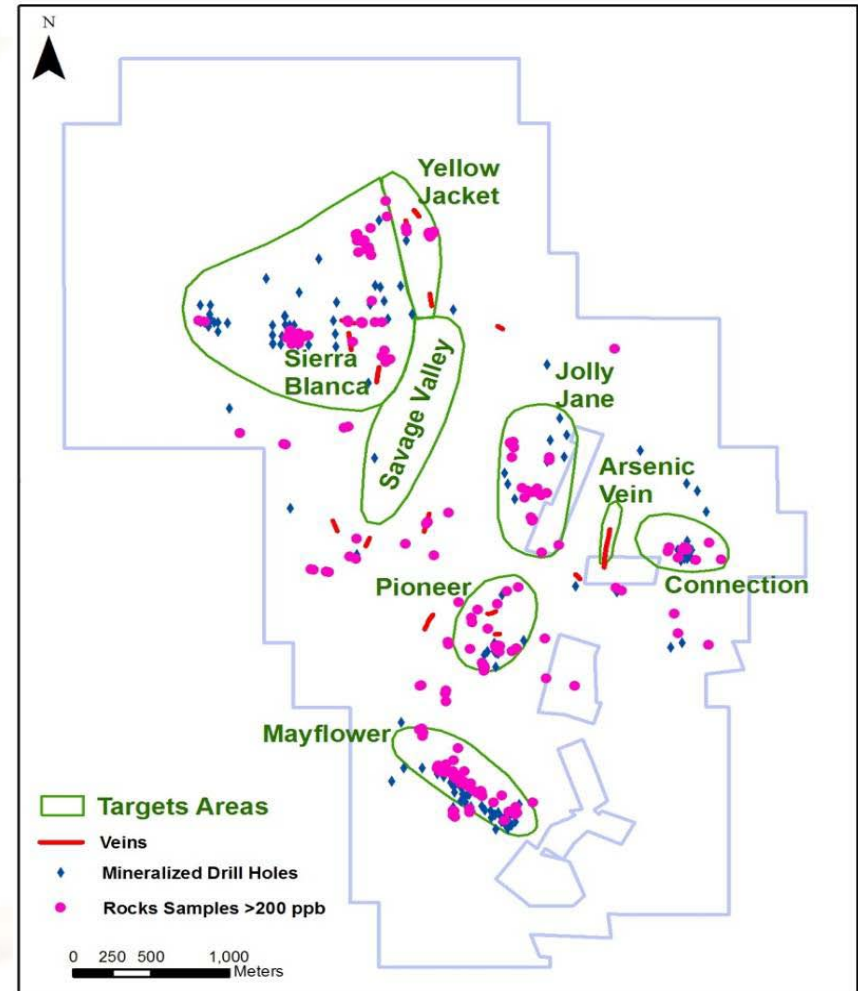 N
Yellow
Jacket
Sierra
Blanca
Savage Valley
Jolly
Jane
Arsenic
Vein
Pioneer
Connection
Mayflower
Targets Areas
Veins
Mineralized Drill Holes
Rocks Samples >200 ppb
0 250 500 1,000
Meters